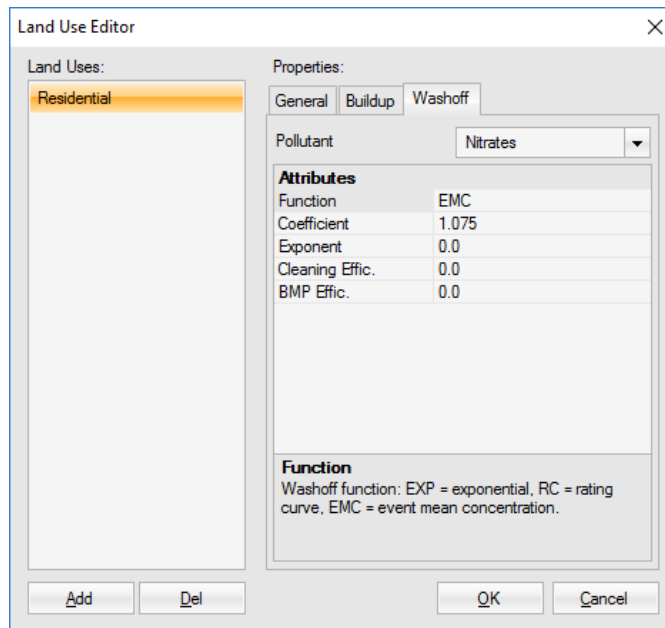 Land Use Editor
Land Uses:
Residential
Properties:
General Buildup Washoff
Pollutant Nitrates
Attributes
Function EMC
Coefficient 1.075
Exponent 0.0
Cleaning Effic. 0.0
BMP Effic. 0.0
Function
Washoff function: EXP = exponential, RC = rating
curve, EMC = event mean concentration.
Add Del OK Cancel